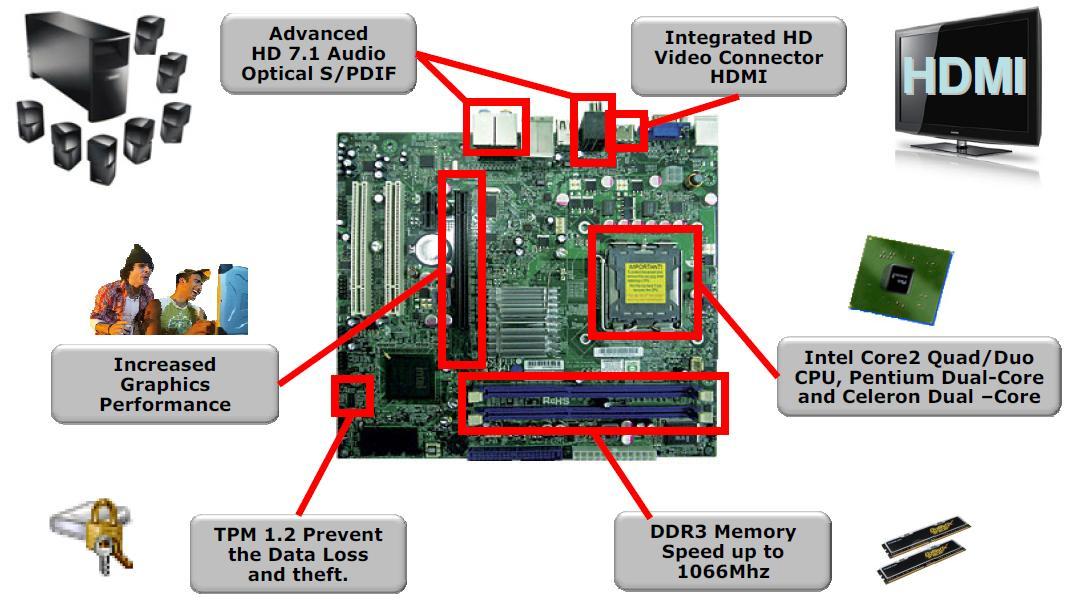 Advanced
HD 7.1 Audio
Optical S/PDIF
Integrated HD
Video Connector
HDMI
HDMI
IMPORTANT!
Increased
Graphics
Performance
Intel Core2 Quad/Duo
CPU, Pentium Dual-Core
and Celeron Dual –Core
RoHS
TPM 1.2 Prevent
the Data Loss
and theft.
DDR3 Memory
Speed up to
1066Mhz